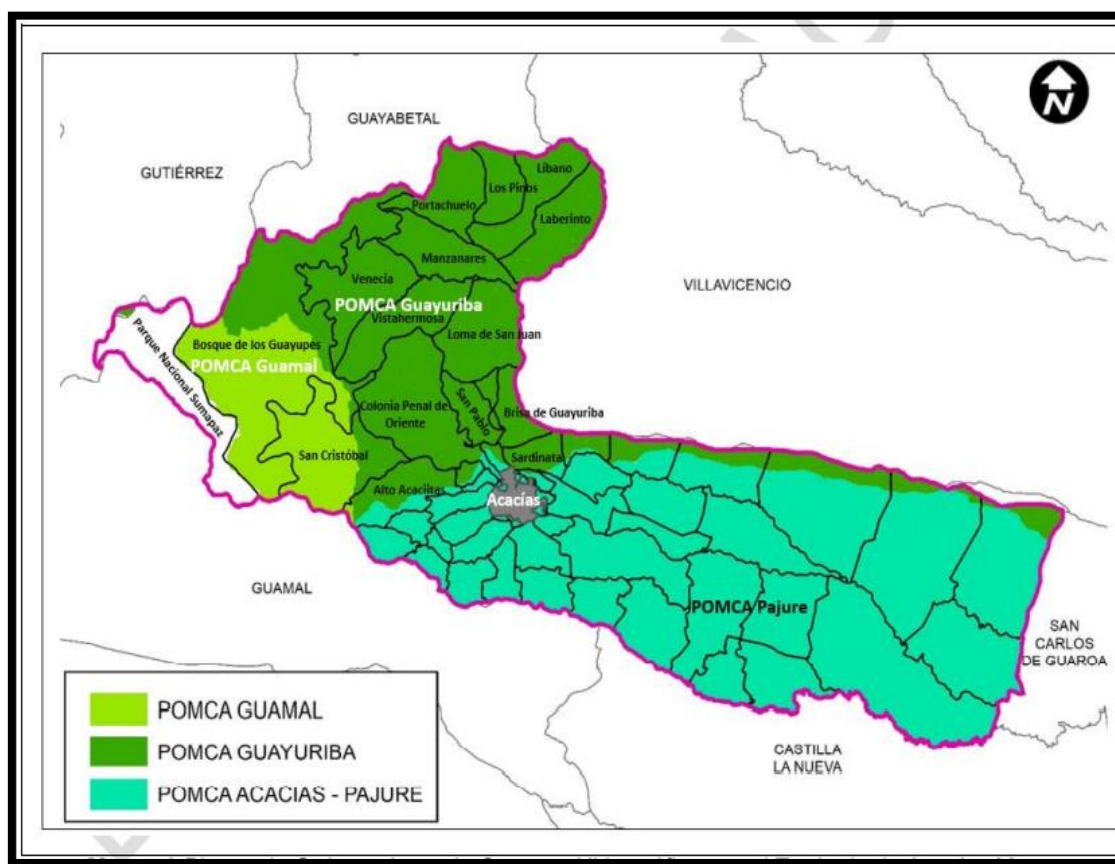 GUAYABETAL
GUTIÉRREZ
N
Líbano
Los Pinos
Portachuelo
Laberinto
Manzanares
Venecia
VILLAVICENCIO
POMCA Guayuriba
Vistahermosa
Loma de San Juan
Parque Nacional Sumapaz
Bosque de los Guayupes
POMCA Guamal
San Pablo
Colonia Penal de
Oriente
Brisa de Guayuriba
San Cristóbal
Sardinata
Alto Acaciitas
Acacías
GUAMAL
POMCA Pajure
SAN
CARLOS
DE GUAROA
CASTILLA
LA NUEVA
POMCA GUAMAL
POMCA GUAYURIBA
POMCA ACACIAS - PAJURE